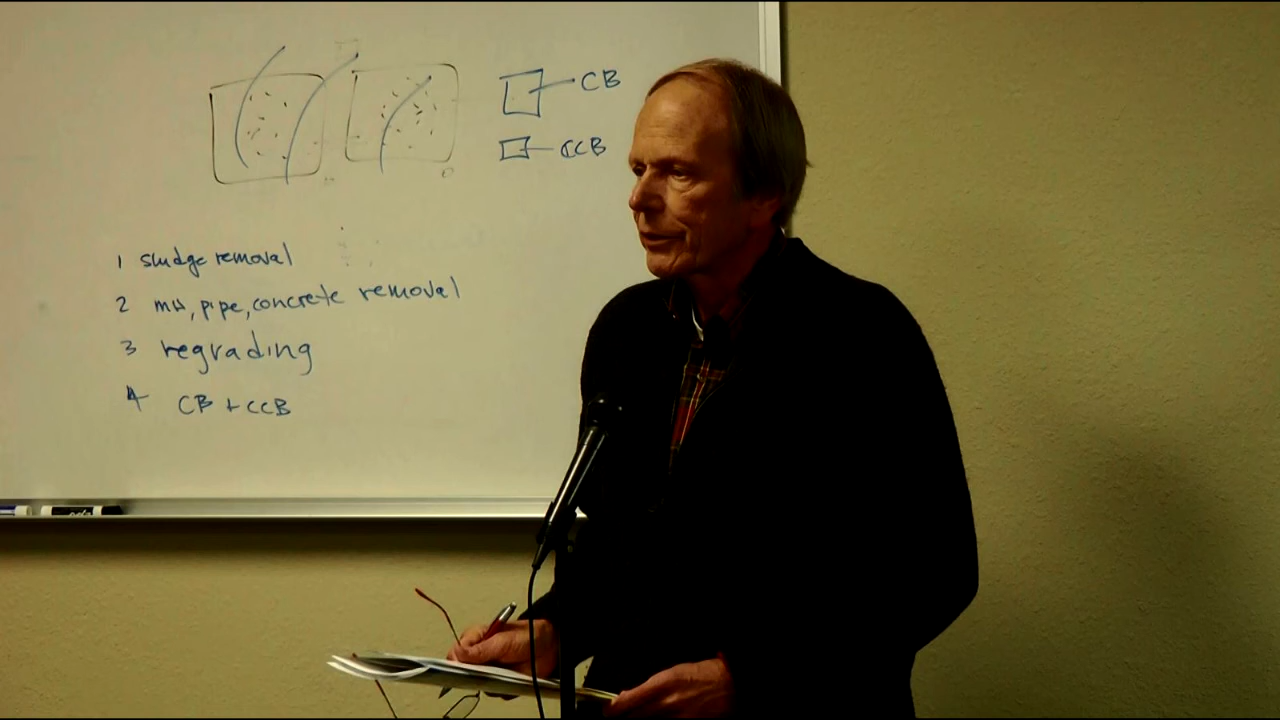 CB
CCB
1 sludge removal
2 MH, pipe, concrete removal
3 regrading
4 CB + CCB